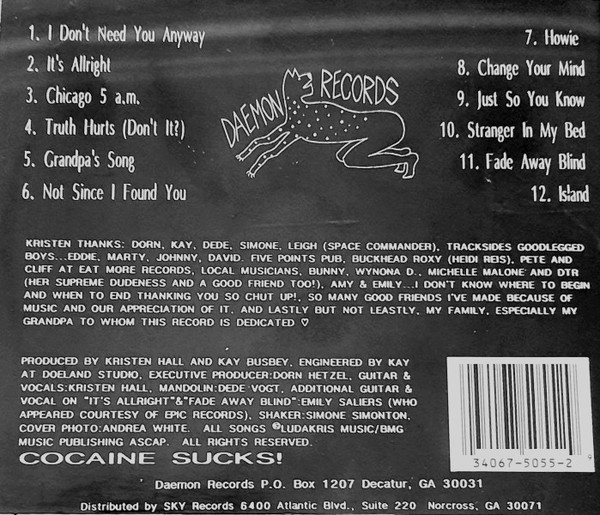 1. I Don't Need You Anyway
2. It's Allright
3. Chicago 5 a.m.
4. Truth Hurts (Don't It?)
5. Grandpa's Song
6. Not Since I Found You
DAEMON RECORDS
7. Howie
8. Change Your Mind
9. Just So You Know
10. Stranger In My Bed
11. Fade Away Blind
12. Island
KRISTEN THANKS: DORN, KAY, DEDE, SIMONE, LEIGH (SPACE COMMANDER), TRACKSIDES GOODLEGGED
BOYS...EDDIE, MARTY, JOHNNY, DAVID. FIVE POINTS PUB, BUCKHEAD ROXY (HEIDI REIS), PETE AND
CLIFF AT EAT MORE RECORDS, LOCAL MUSICIANS, BUNNY, WYNONA D., MICHELLE MALONE AND DTR
(HER SUPREME DUDENESS AND A GOOD FRIEND TOO!), AMY & EMILY...I DON'T KNOW WHERE TO BEGIN
AND WHEN TO END THANKING YOU SO CHUT UP!, SO MANY GOOD FRIENDS I'VE MADE BECAUSE OF
MUSIC AND OUR APPRECIATION OF IT, AND LASTLY BUT NOT LEASTLY, MY FAMILY, ESPECIALLY MY
GRANDPA TO WHOM THIS RECORD IS DEDICATED ♡
PRODUCED BY KRISTEN HALL AND KAY BUSBEY, ENGINEERED BY KAY
AT DOELAND STUDIO, EXECUTIVE PRODUCER:DORN HETZEL, GUITAR &
VOCALS:KRISTEN HALL, MANDOLIN:DEDE VOGT, ADDITIONAL GUITAR &
VOCAL ON "IT'S ALLRIGHT"&"FADE AWAY BLIND":EMILY SALIERS (WHO
APPEARED COURTESY OF EPIC RECORDS), SHAKER:SIMONE SIMONTON,
COVER PHOTO:ANDREA WHITE. ALL SONGS ©LUDAKRIS MUSIC/BMG
MUSIC PUBLISHING ASCAP. ALL RIGHTS RESERVED.
COCAINE SUCKS!
34067-5055-2
Daemon Records P.O. Box 1207 Decatur, GA 30031
Distributed by SKY Records 6400 Atlantic Blvd., Suite 220 Norcross, GA 30071